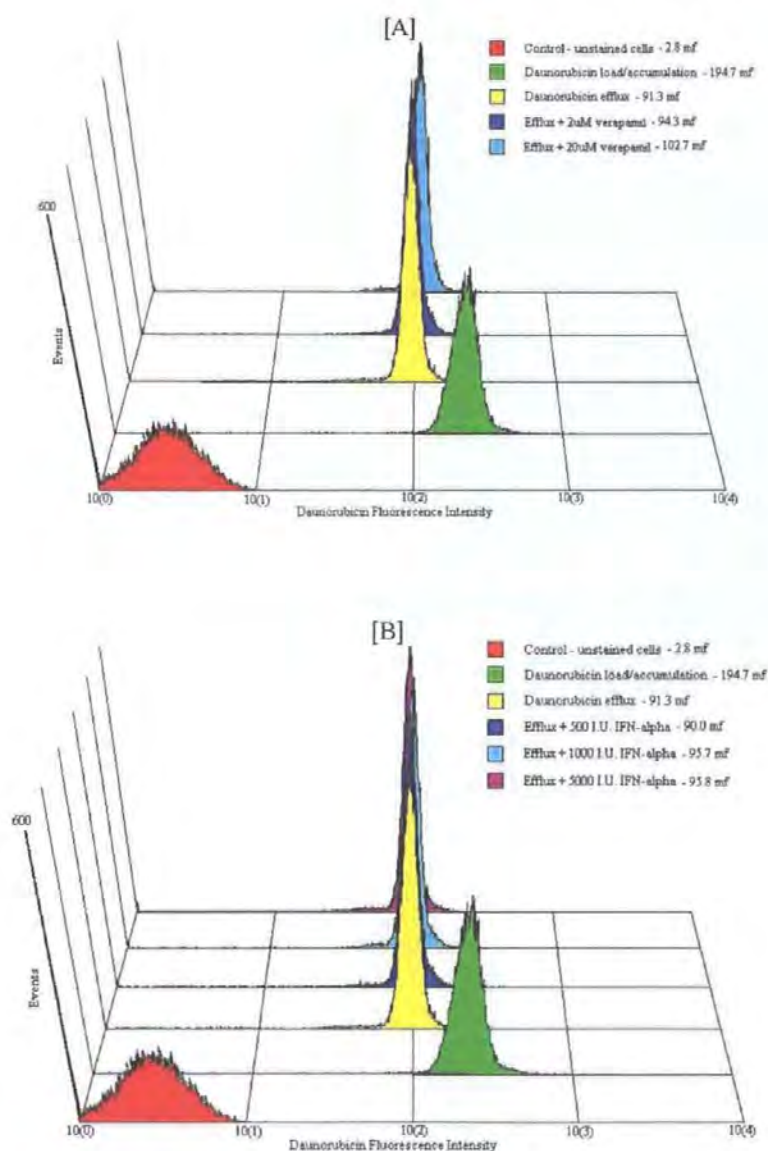 [A]
Control - unstained cells - 2.8 mf
Daunorubicin load/accumulation - 194.7 mf
Daunorubicin efflux - 91.3 mf
Efflux + 2uM verapamil - 94.3 mf
Efflux + 20uM verapamil - 102.7 mf
600
Events
10(0) 10(1) 10(2) 10(3) 10(4)
Daunorubicin Fluorescence Intensity
[B]
Control - unstained cells - 2.8 mf
Daunorubicin load/accumulation - 194.7 mf
Daunorubicin efflux - 91.3 mf
Efflux + 500 I.U. IFN-alpha - 90.0 mf
Efflux + 1000 I.U. IFN-alpha - 95.7 mf
Efflux + 5000 I.U. IFN-alpha - 95.8 mf
600
Events
10(0) 10(1) 10(2) 10(3) 10(4)
Daunorubicin Fluorescence Intensity